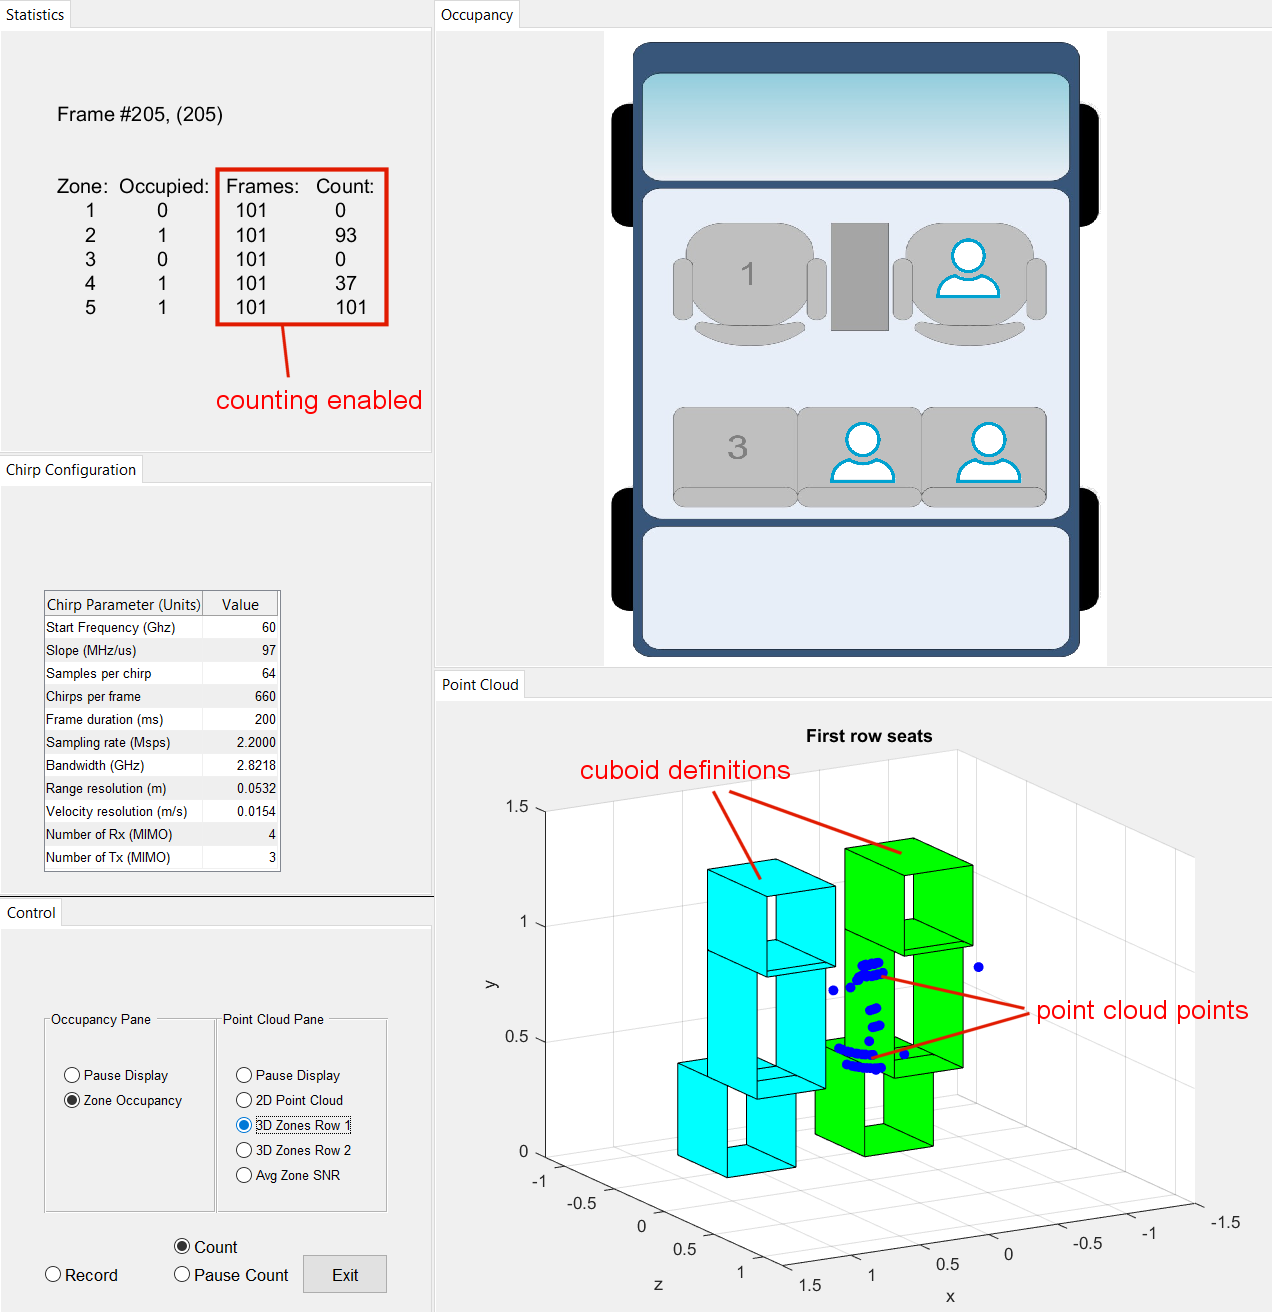 Statistics
Frame #205, (205)
Zone: Occupied: Frames: Count:
1 0 101 0
2 1 101 93
3 0 101 0
4 1 101 37
5 1 101 101
counting enabled
Chirp Configuration
Chirp Parameter (Units) Value
Start Frequency (Ghz) 60
Slope (MHz/us) 97
Samples per chirp 64
Chirps per frame 660
Frame duration (ms) 200
Sampling rate (Msps) 2.2000
Bandwidth (GHz) 2.8218
Range resolution (m) 0.0532
Velocity resolution (m/s) 0.0154
Number of Rx (MIMO) 4
Number of Tx (MIMO) 3
Control
Occupancy Pane
Pause Display
Zone Occupancy
Point Cloud Pane
Pause Display
2D Point Cloud
3D Zones Row 1
3D Zones Row 2
Avg Zone SNR
Count
Record
Pause Count
Exit
Occupancy
1
3
Point Cloud
First row seats
cuboid definitions
point cloud points
1.5
1
0.5
0
y
-1
-0.5
0
0.5
1
z
1.5
1
0.5
0
-0.5
-1
-1.5
x